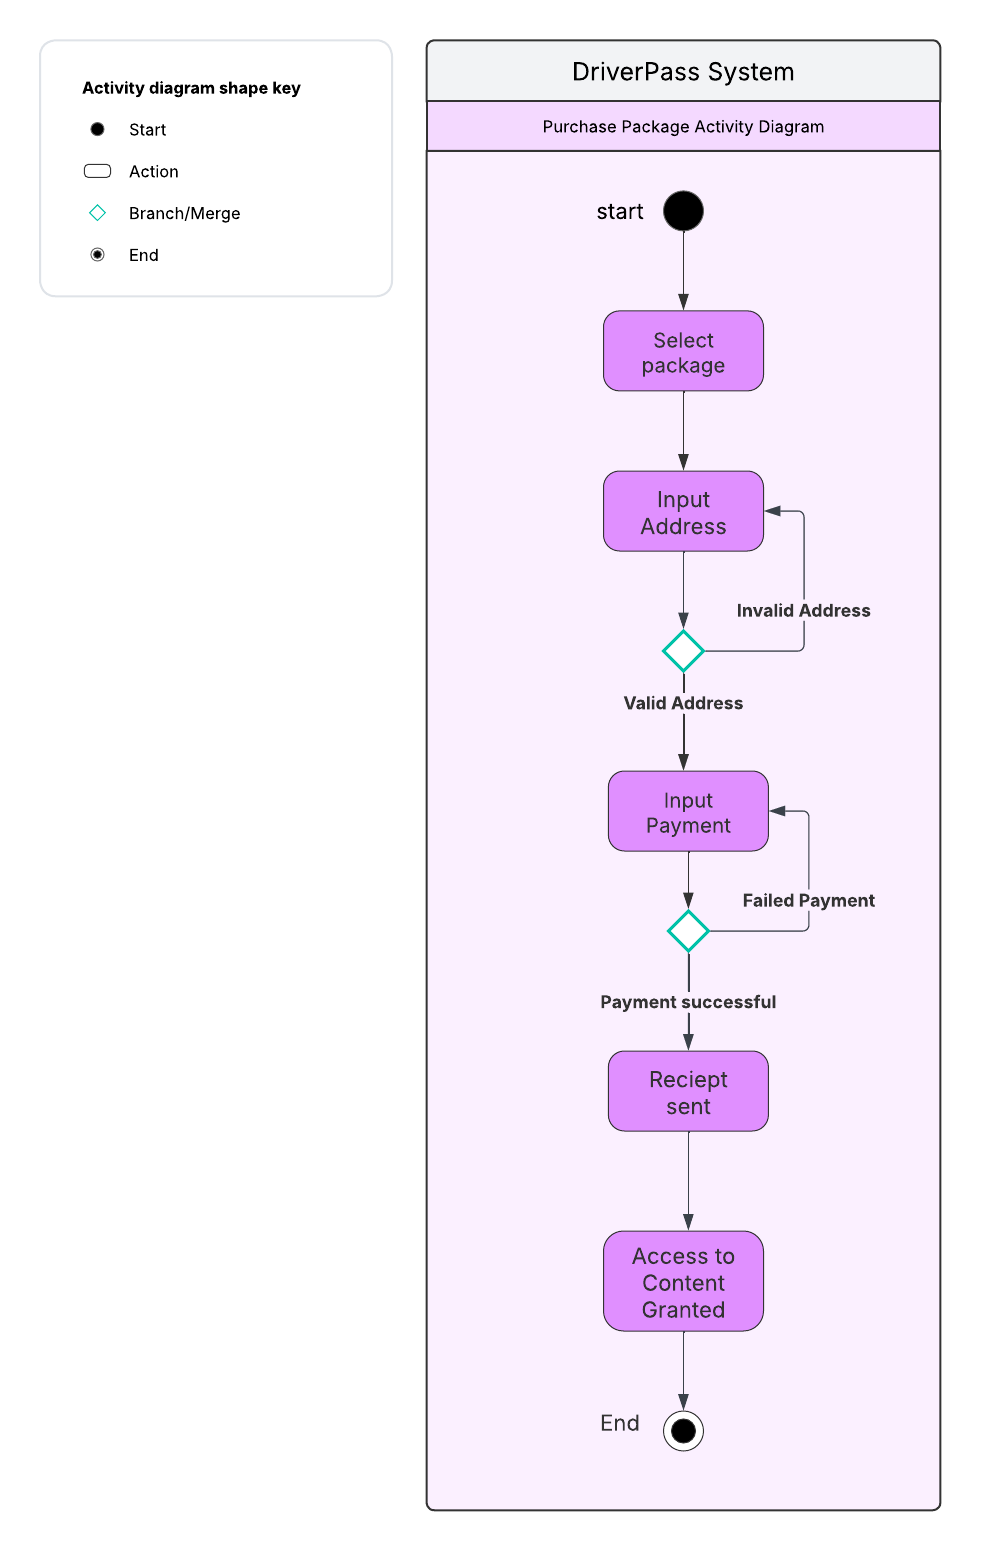 Activity diagram shape key
Start
Action
Branch/Merge
End
DriverPass System
Purchase Package Activity Diagram
start
Select
package
Input
Address
Invalid Address
Valid Address
Input
Payment
Failed Payment
Payment successful
Reciept
sent
Access to
Content
Granted
End